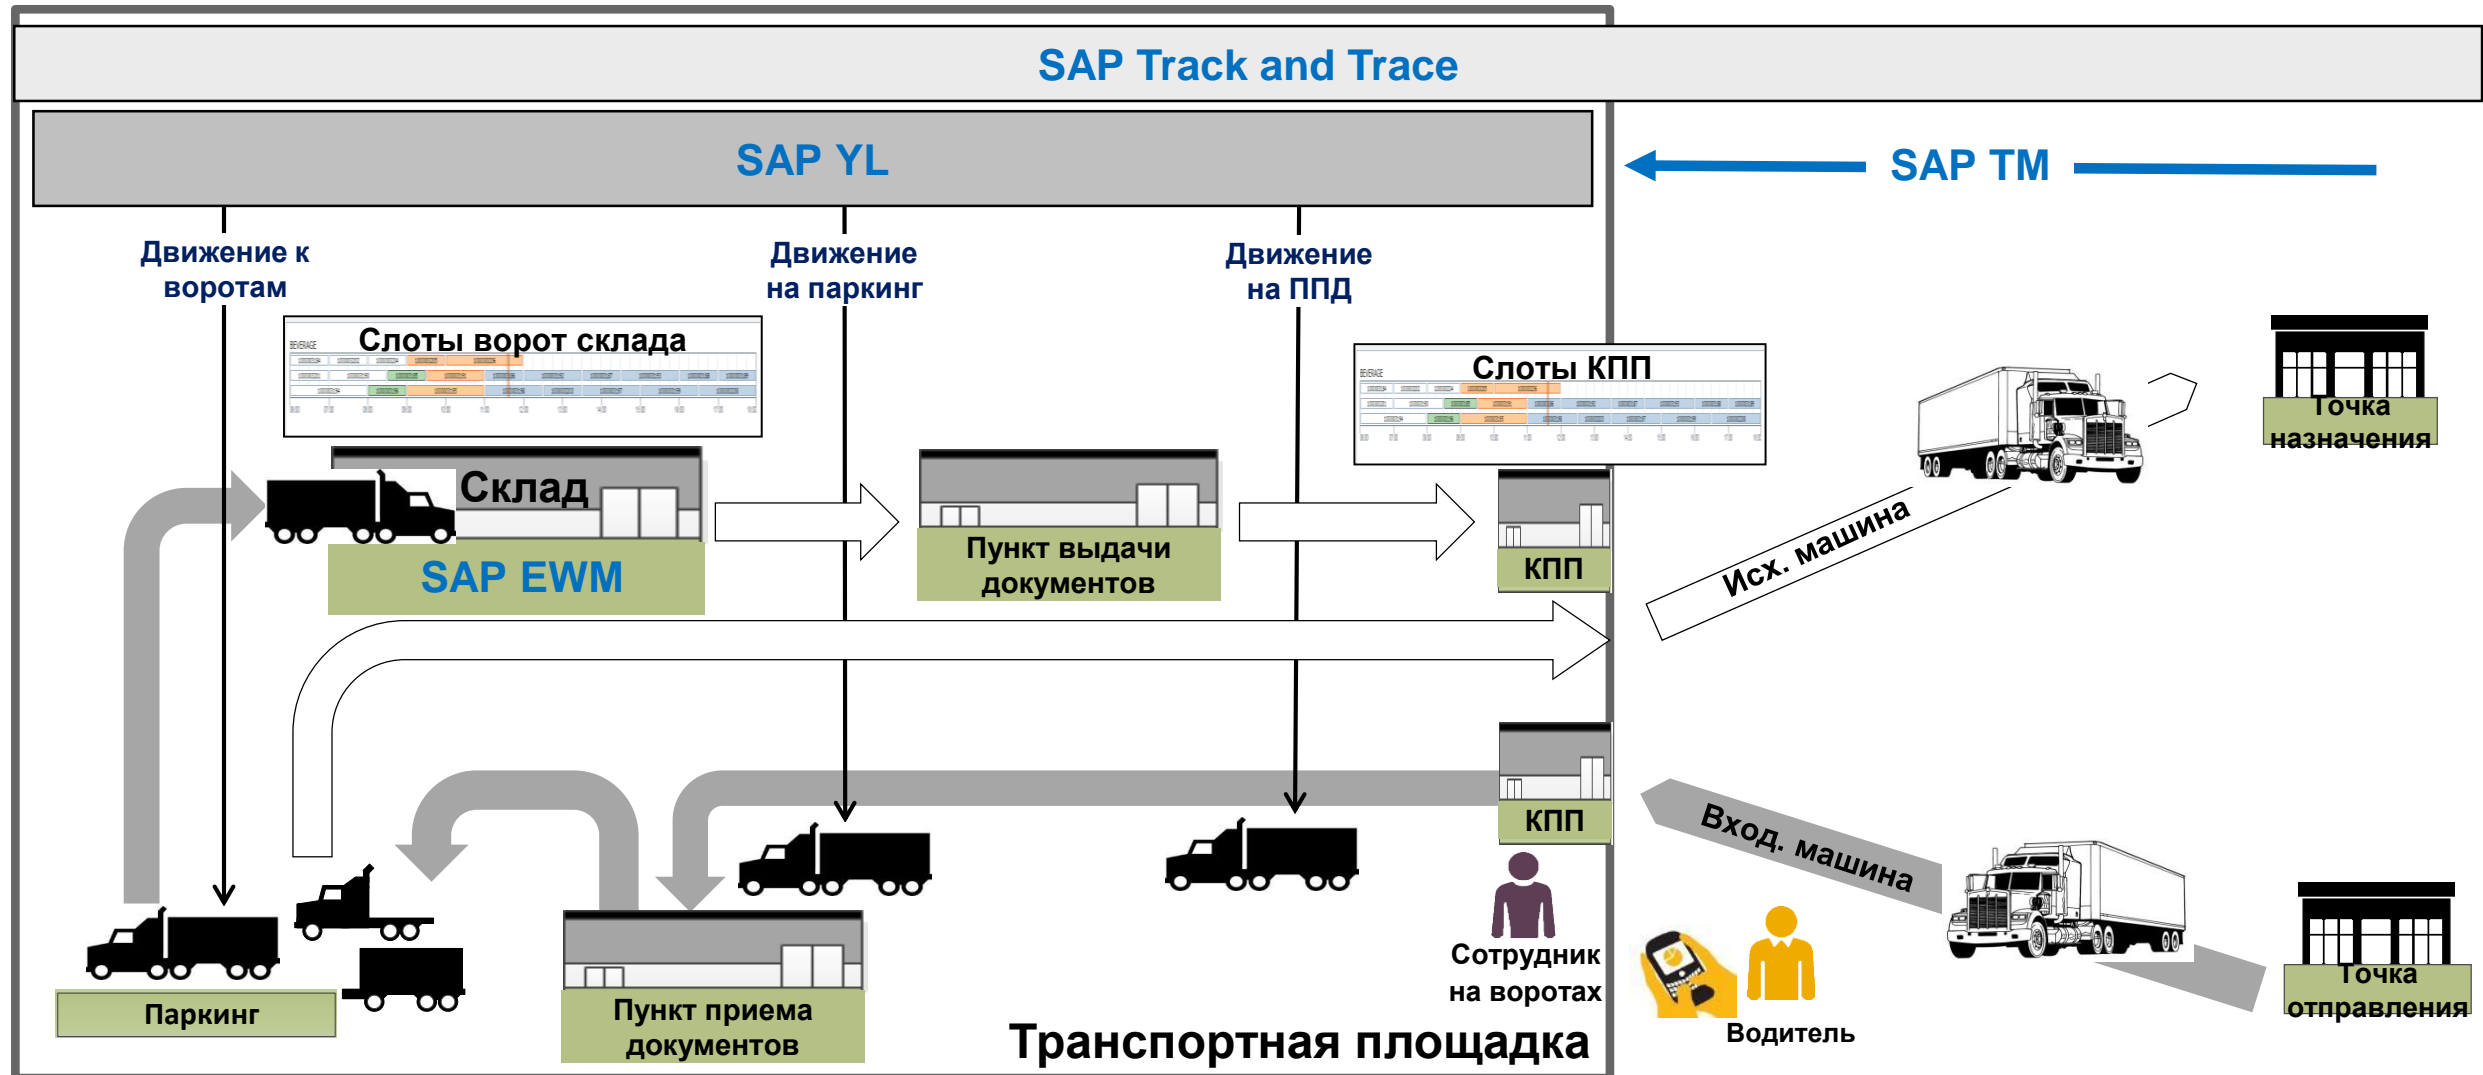 SAP Track and Trace
SAP YL
SAP TM
Движение к
воротам
Движение
на паркинг
Движение
на ППД
Слоты ворот склада
BEVERAGE
Слоты КПП
BEVERAGE
Точка
назначения
Склад
SAP EWM
Пункт выдачи
документов
КПП
Исх. машина
КПП
Вход. машина
Сотрудник
на воротах
Водитель
Точка
отправления
Паркинг
Пункт приема
документов
Транспортная площадка